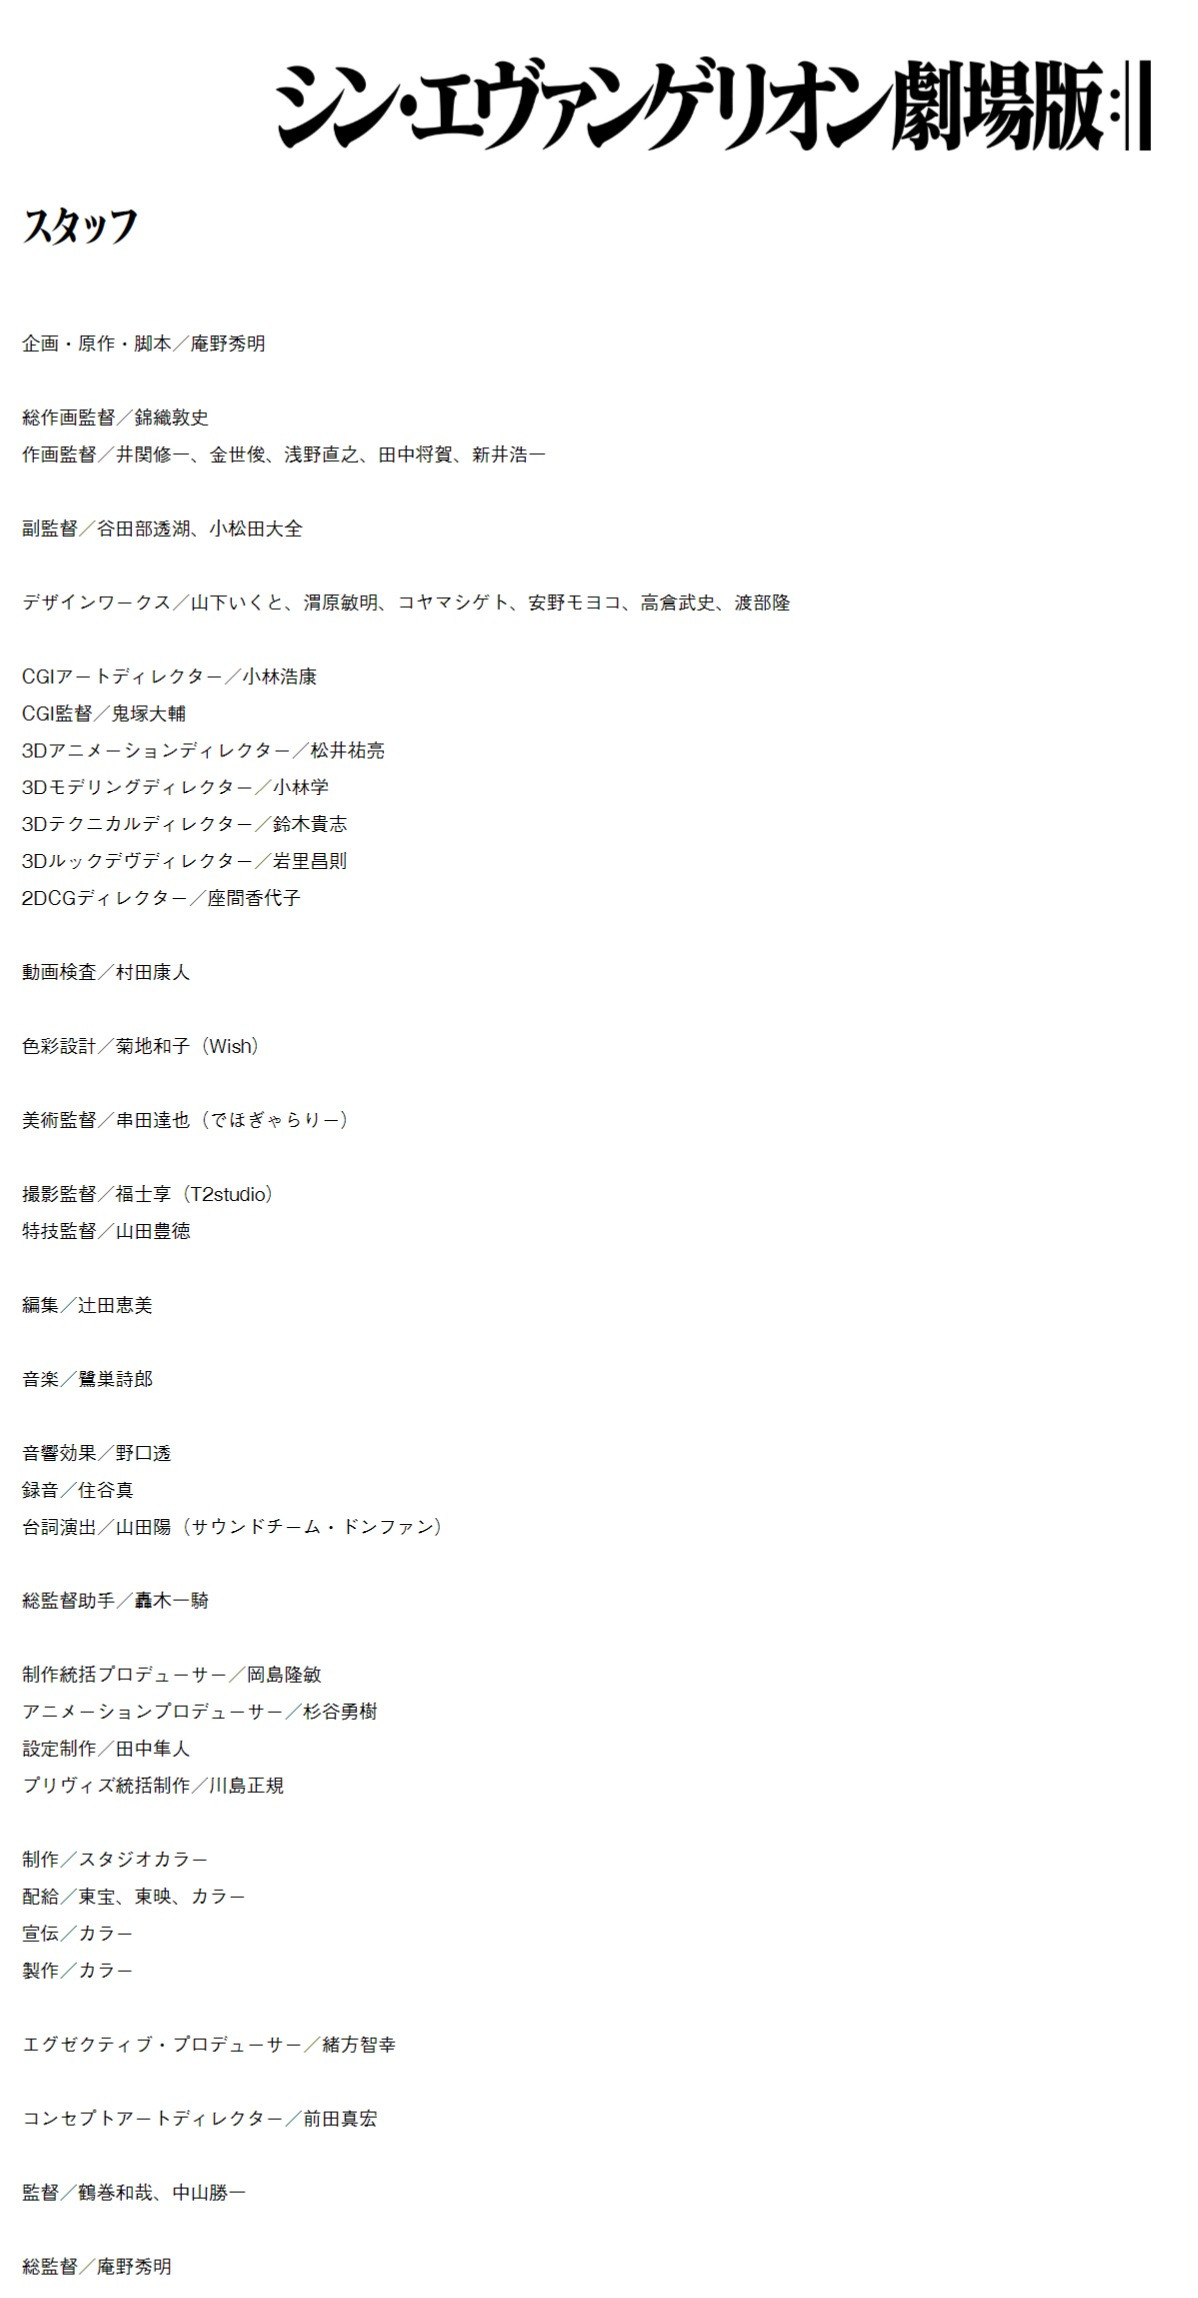 シン・エヴァンゲリオン劇場版:||
スタッフ
企画・原作・脚本／庵野秀明
総作画監督／錦織敦史
作画監督／井関修一、金世俊、浅野直之、田中将賀、新井浩一
副監督／谷田部透湖、小松田大全
デザインワークス／山下いくと、渭原敏明、コヤマシゲト、安野モヨコ、高倉武史、渡部隆
CGIアートディレクター／小林浩康
CGI監督／鬼塚大輔
3Dアニメーションディレクター／松井祐亮
3Dモデリングディレクター／小林学
3Dテクニカルディレクター／鈴木貴志
3Dルックデヴディレクター／岩里昌則
2DCGディレクター／座間香代子
動画検査／村田康人
色彩設計／菊地和子（Wish）
美術監督／串田達也（でほぎゃらりー）
撮影監督／福士享（T2studio）
特技監督／山田豊徳
編集／辻田恵美
音楽／鷺巣詩郎
音響効果／野口透
録音／住谷真
台詞演出／山田陽（サウンドチーム・ドンファン）
総監督助手／轟木一騎
制作統括プロデューサー／岡島隆敏
アニメーションプロデューサー／杉谷勇樹
設定制作／田中隼人
プリヴィズ統括制作／川島正規
制作／スタジオカラー
配給／東宝、東映、カラー
宣伝／カラー
製作／カラー
エグゼクティブ・プロデューサー／緒方智幸
コンセプトアートディレクター／前田真宏
監督／鶴巻和哉、中山勝一
総監督／庵野秀明